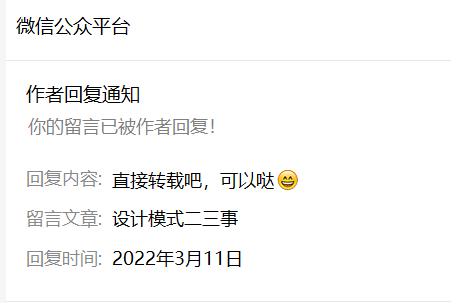 微信公众平台
作者回复通知
你的留言已被作者回复！
回复内容: 直接转载吧，可以哒😄
留言文章: 设计模式二三事
回复时间: 2022年3月11日